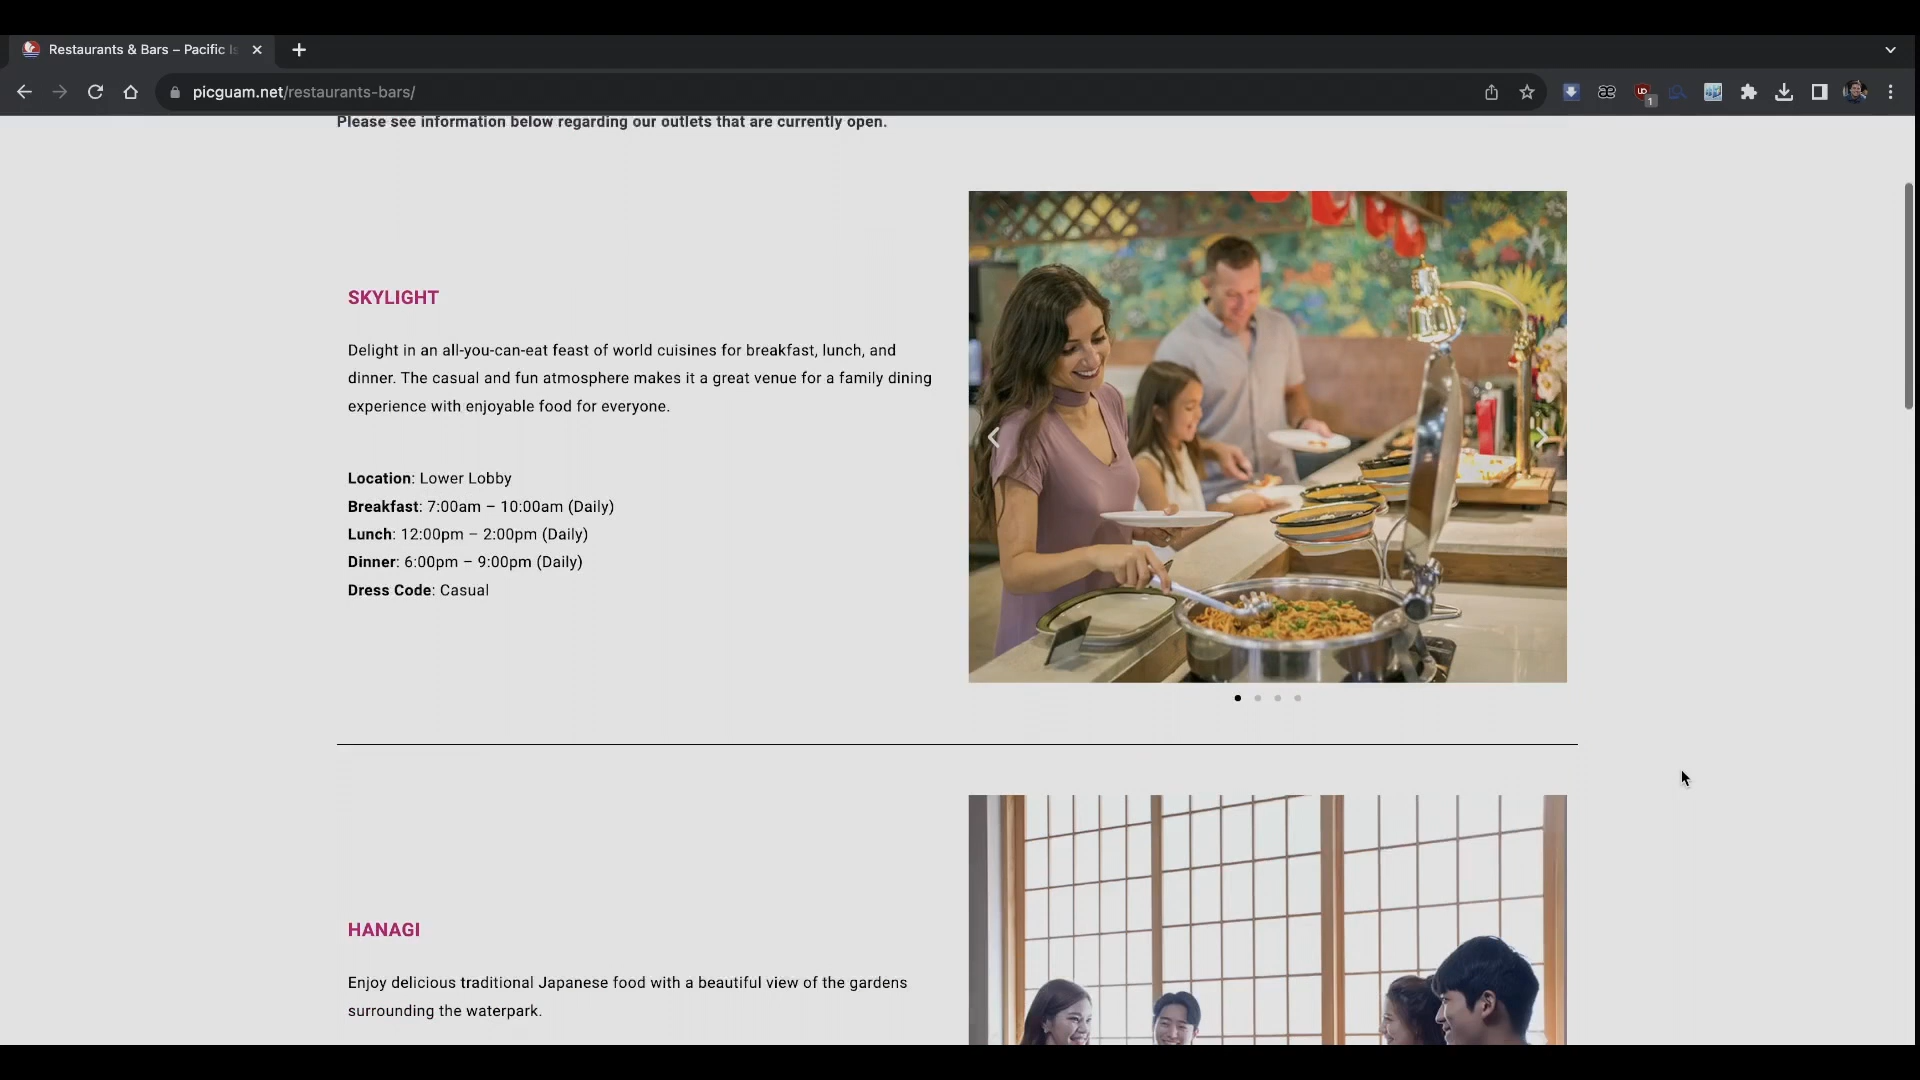 Restaurants & Bars – Pacific Is
picguam.net/restaurants-bars/
1
Please see information below regarding our outlets that are currently open.
SKYLIGHT
Delight in an all-you-can-eat feast of world cuisines for breakfast, lunch, and
dinner. The casual and fun atmosphere makes it a great venue for a family dining
experience with enjoyable food for everyone.
Location: Lower Lobby
Breakfast: 7:00am – 10:00am (Daily)
Lunch: 12:00pm – 2:00pm (Daily)
Dinner: 6:00pm – 9:00pm (Daily)
Dress Code: Casual
HANAGI
Enjoy delicious traditional Japanese food with a beautiful view of the gardens
surrounding the waterpark.